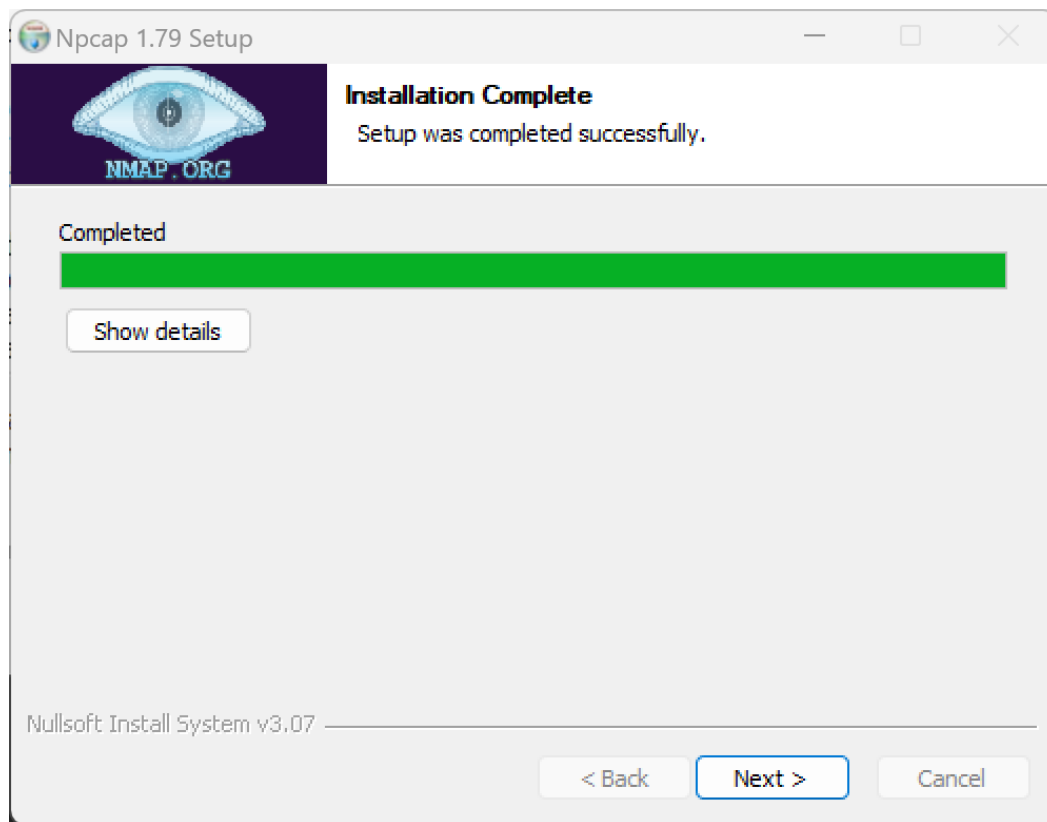 Npcap 1.79 Setup
NMAP.ORG
Installation Complete
Setup was completed successfully.
Completed
Show details
Nullsoft Install System v3.07
< Back
Next >
Cancel